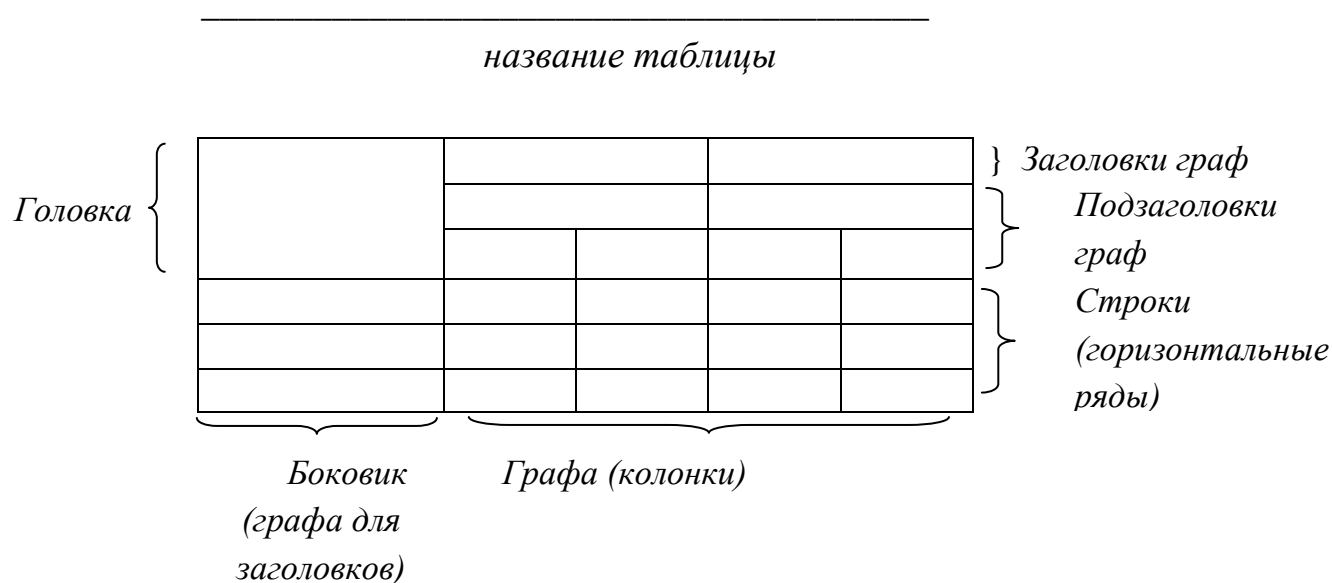 название таблицы
Головка
} Заголовки граф
Подзаголовки
граф
Строки
(горизонтальные
ряды)
Боковик
(графа для
заголовков)
Графа (колонки)